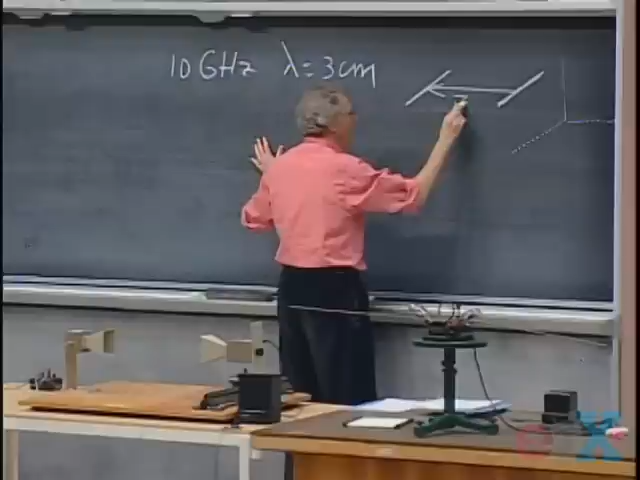 10 GHz λ = 3cm